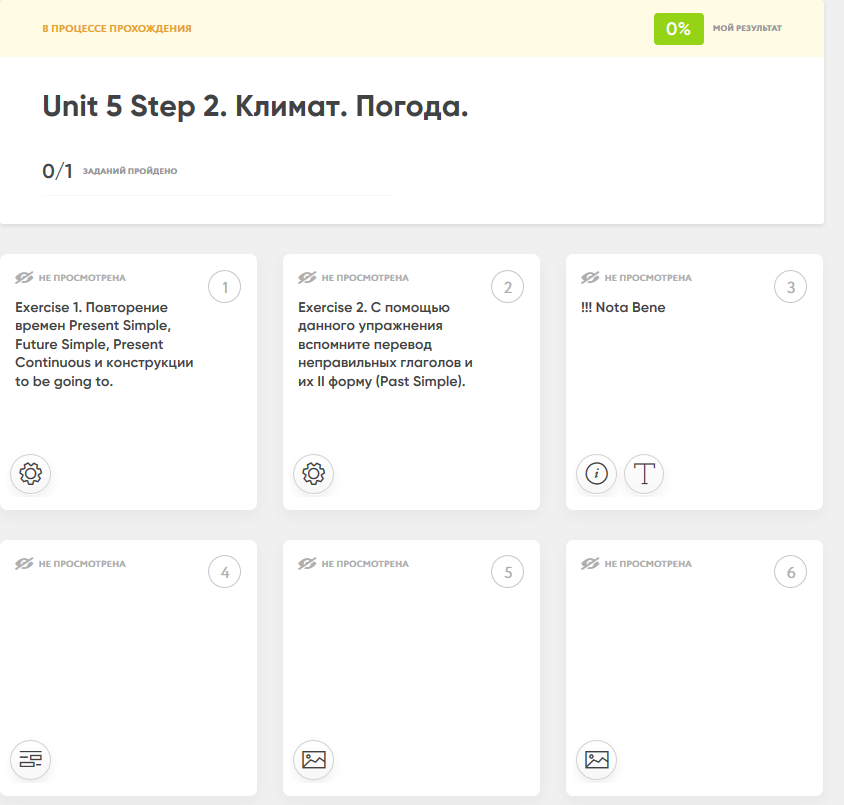 В ПРОЦЕССЕ ПРОХОЖДЕНИЯ
0% МОЙ РЕЗУЛЬТАТ
Unit 5 Step 2. Климат. Погода.
0/1 ЗАДАНИЙ ПРОЙДЕНО
НЕ ПРОСМОТРЕНА
1
Exercise 1. Повторение
времен Present Simple,
Future Simple, Present
Continuous и конструкции
to be going to.
НЕ ПРОСМОТРЕНА
2
Exercise 2. С помощью
данного упражнения
вспомните перевод
неправильных глаголов и
их II форму (Past Simple).
НЕ ПРОСМОТРЕНА
3
!!! Nota Bene
НЕ ПРОСМОТРЕНА
4
НЕ ПРОСМОТРЕНА
5
НЕ ПРОСМОТРЕНА
6